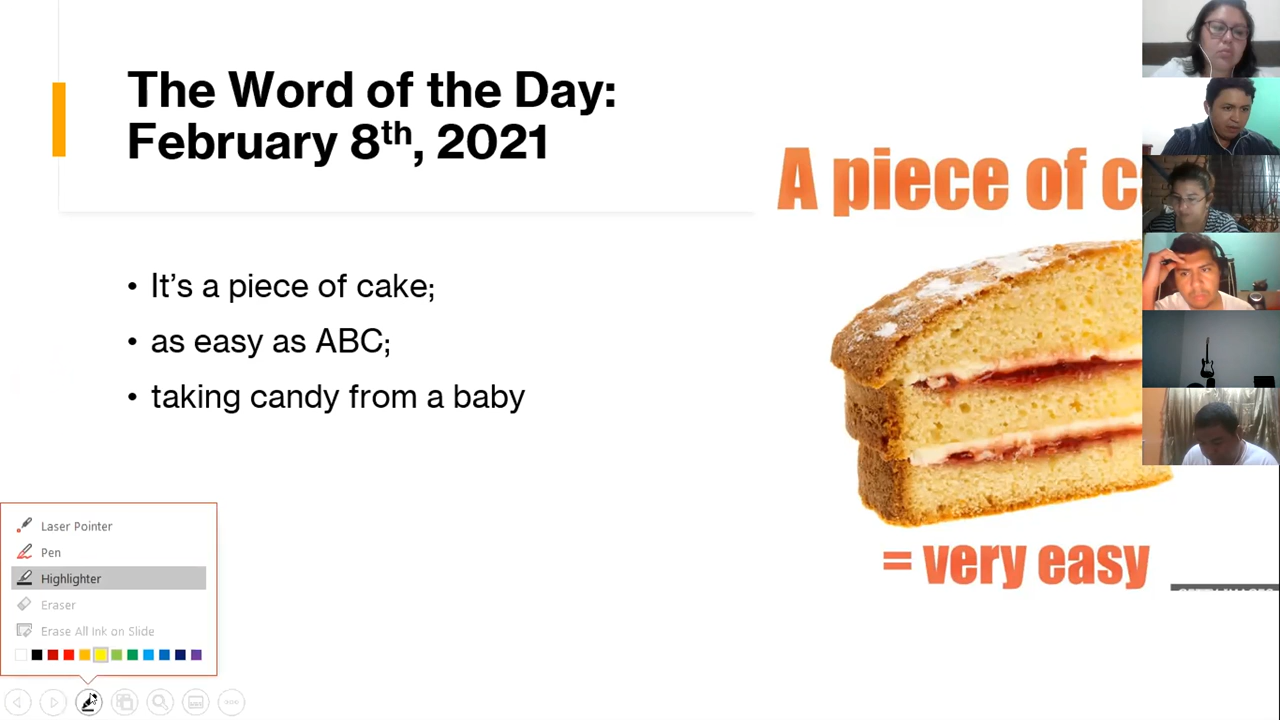 The Word of the Day:
February 8th, 2021
A piece of c
• It’s a piece of cake;
• as easy as ABC;
• taking candy from a baby
= very easy
Laser Pointer
Pen
Highlighter
Eraser
Erase All Ink on Slide